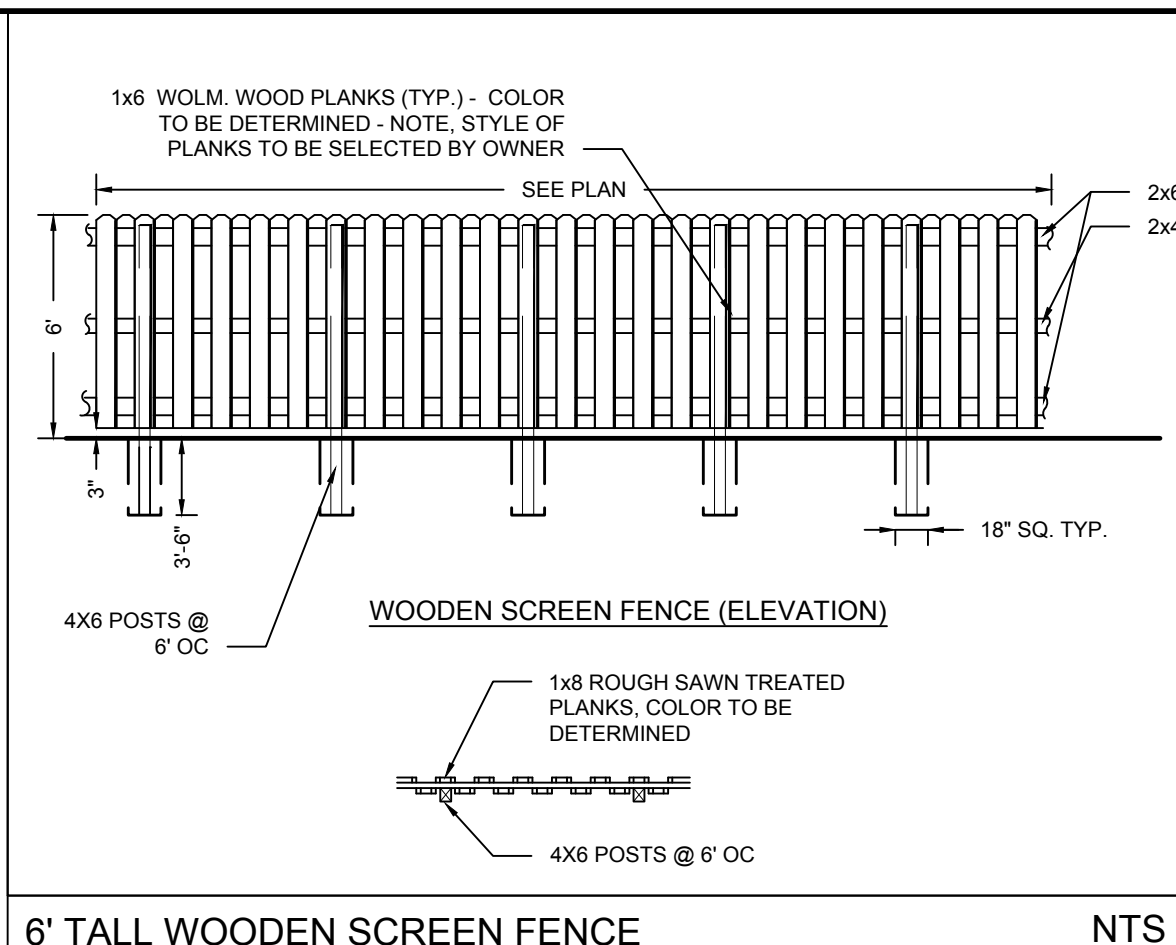 1x6 WOLM. WOOD PLANKS (TYP.) - COLOR
TO BE DETERMINED - NOTE, STYLE OF
PLANKS TO BE SELECTED BY OWNER
SEE PLAN
2x6
2x4
6'
3"
3'-6"
18" SQ. TYP.
4X6 POSTS @
6' OC
WOODEN SCREEN FENCE (ELEVATION)
1x8 ROUGH SAWN TREATED
PLANKS, COLOR TO BE
DETERMINED
4X6 POSTS @ 6' OC
6' TALL WOODEN SCREEN FENCE
NTS